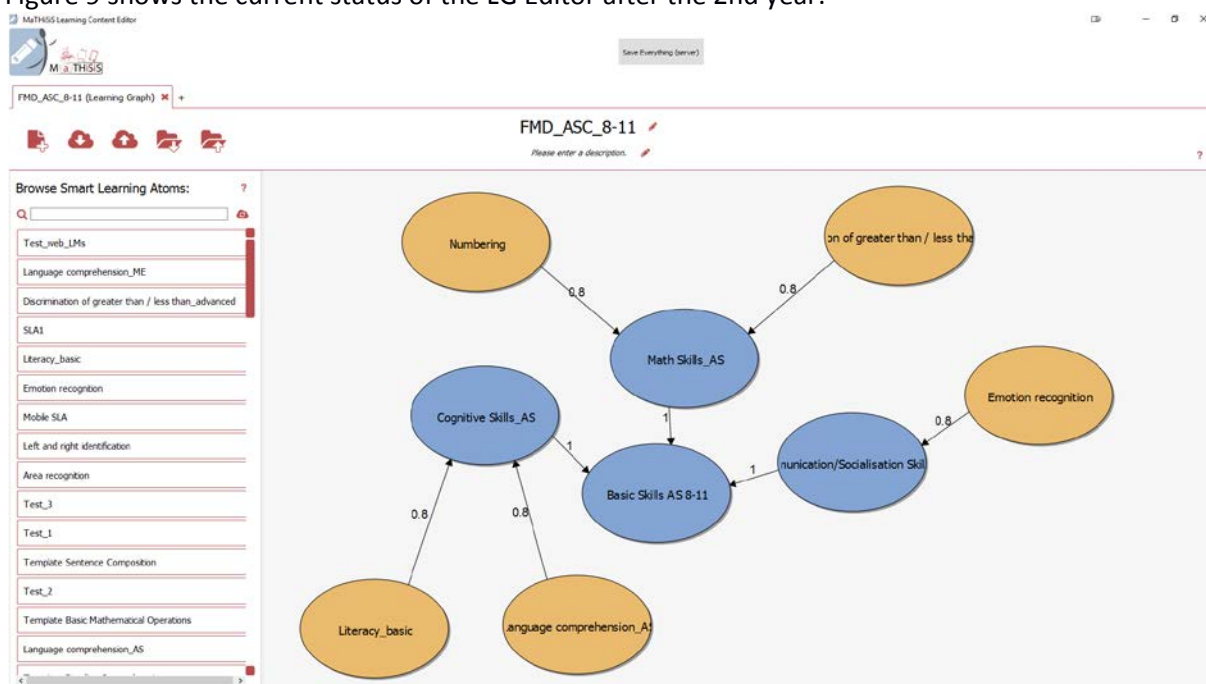 Figure 9 shows the current status of the LG Editor after the 2nd year.
MaTHiSiS Learning Content Editor
MaTHiSiS
Save Everything (server)
FMD_ASC_8-11 (Learning Graph) +
FMD_ASC_8-11
Please enter a description.
?
Browse Smart Learning Atoms: ?
Test_web_LMs
Language comprehension_ME
Discrimination of greater than / less than_advanced
SLA1
Literacy_basic
Emotion recognition
Mobile SLA
Left and right identification
Area recognition
Test_3
Test_1
Template Sentence Composition
Test_2
Template Basic Mathematical Operations
Language comprehension_AS
Numbering
on of greater than / less tha
0.8
0.8
Math Skills_AS
Emotion recognition
Cognitive Skills_AS
0.8
1
1
nunication/Socialisation Skil
1
Basic Skills AS 8-11
0.8
0.8
Literacy_basic
anguage comprehension_AS